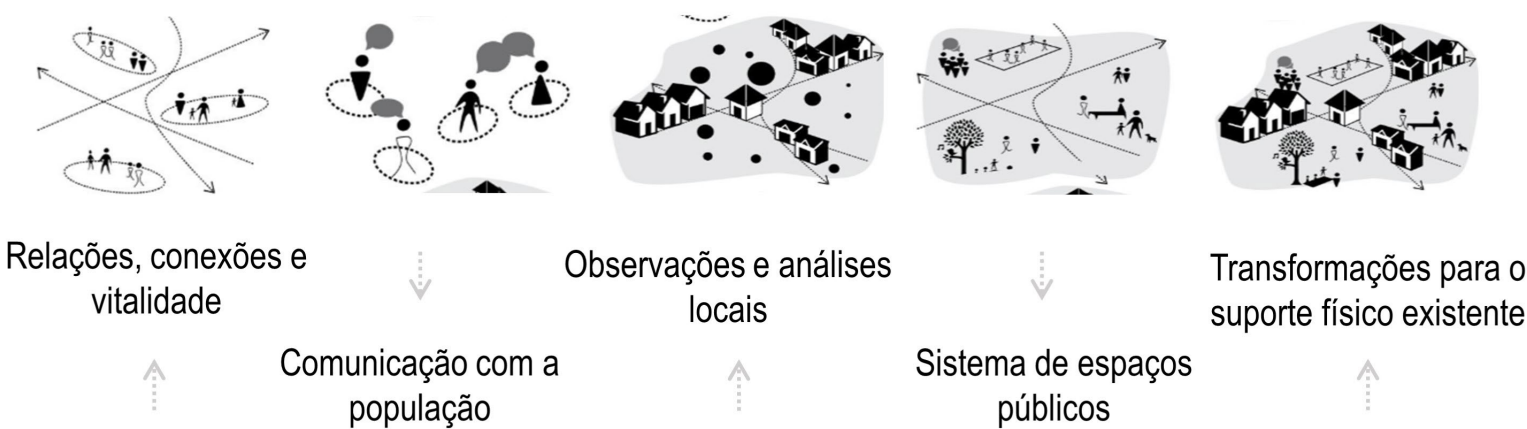 Relações, conexões e
vitalidade
Comunicação com a
população
Observações e análises
locais
Sistema de espaços
públicos
Transformações para o
suporte físico existente